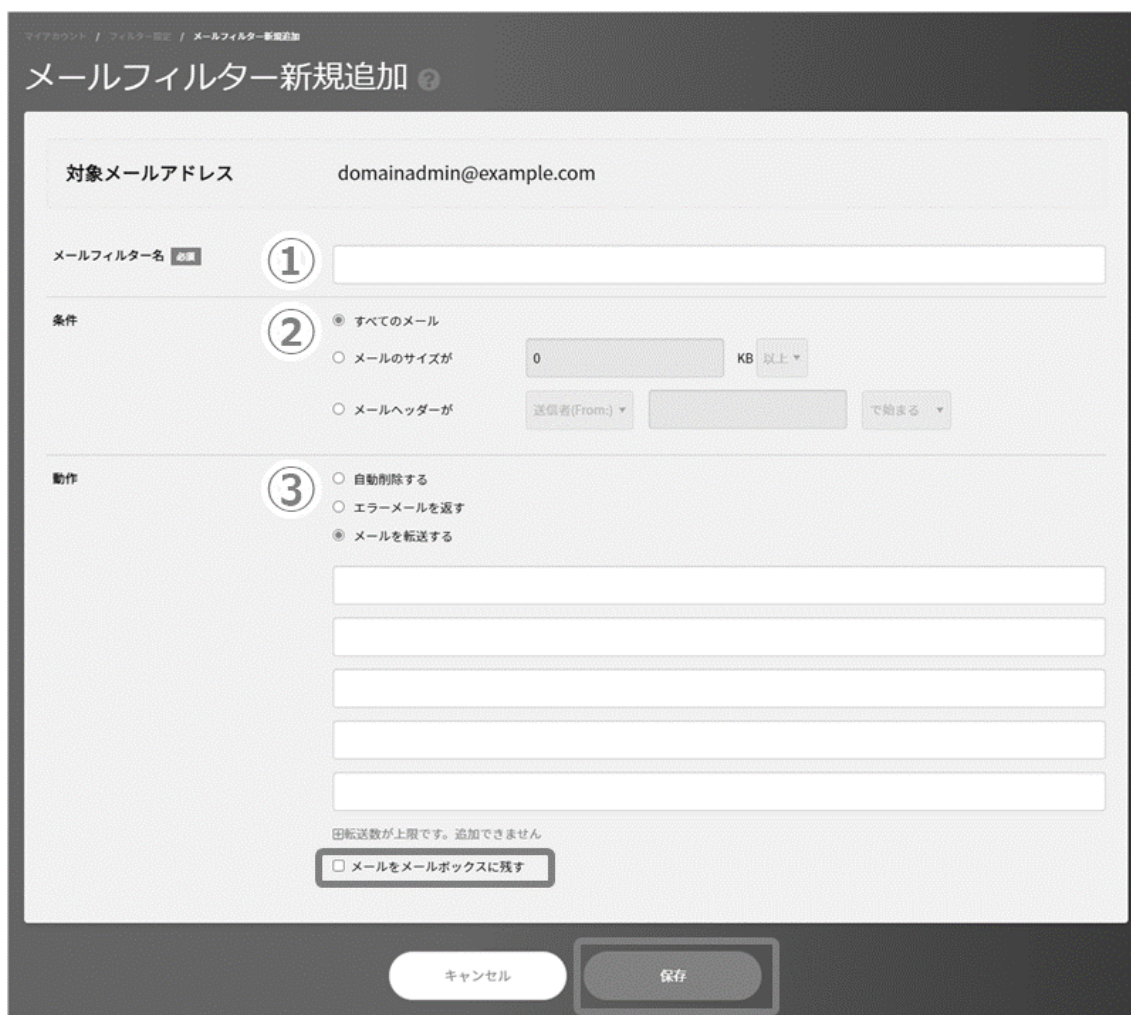 マイアカウント / フィルター設定 / メールフィルター新規追加
メールフィルター新規追加 ?
対象メールアドレス domainadmin@example.com
メールフィルター名 必須 ①
条件 ② すべてのメール
メールのサイズが 0 KB 以上
メールヘッダーが 送信者(From:) で始まる
動作 ③ 自動削除する
エラーメールを返す
メールを転送する
転送数が上限です。追加できません
メールをメールボックスに残す
キャンセル 保存